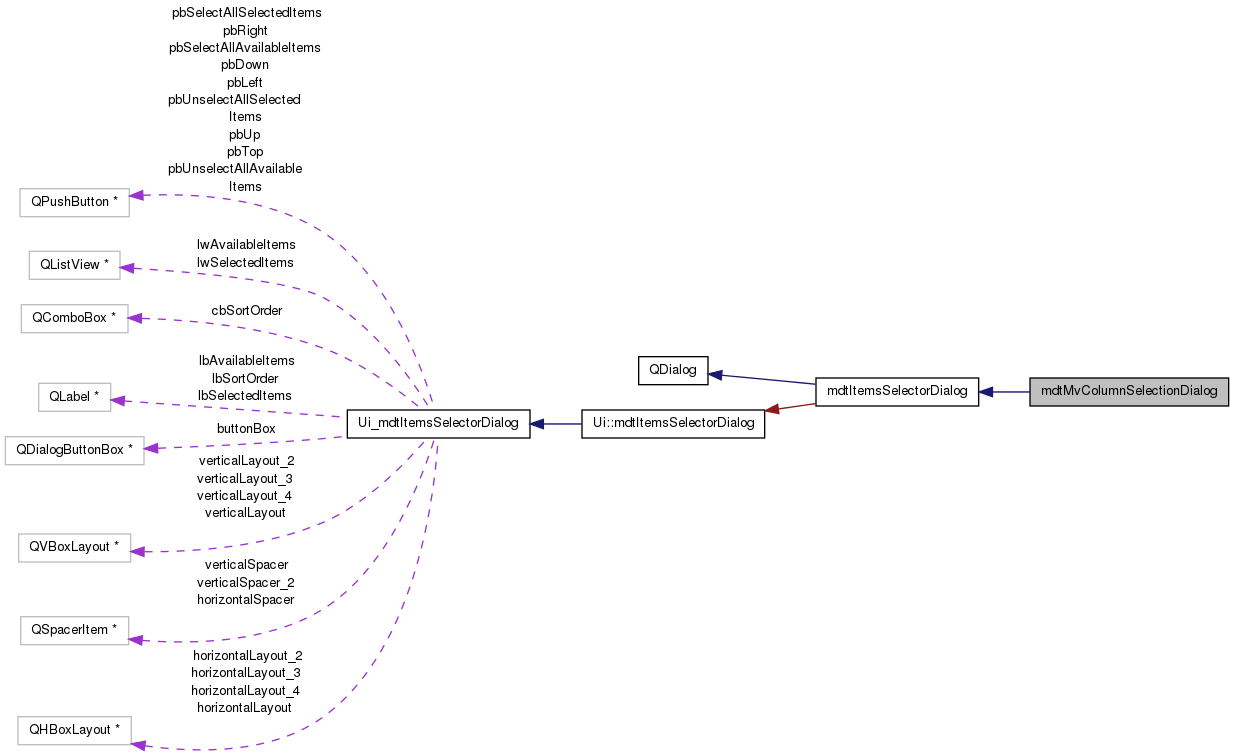 pbSelectAllSelectedItems
pbRight
pbSelectAllAvailableItems
pbDown
pbLeft
pbUnselectAllSelected
Items
pbUp
pbTop
pbUnselectAllAvailable
Items
QPushButton *
lwAvailableItems
lwSelectedItems
QListView *
cbSortOrder
QComboBox *
lbAvailableItems
lbSortOrder
lbSelectedItems
QLabel *
buttonBox
QDialogButtonBox *
verticalLayout_2
verticalLayout_3
verticalLayout_4
verticalLayout
QVBoxLayout *
verticalSpacer
verticalSpacer_2
horizontalSpacer
QSpacerItem *
horizontalLayout_2
horizontalLayout_3
horizontalLayout_4
horizontalLayout
QHBoxLayout *
Ui_mdtItemsSelectorDialog
Ui::mdtItemsSelectorDialog
QDialog
mdtItemsSelectorDialog
mdtMvColumnSelectionDialog